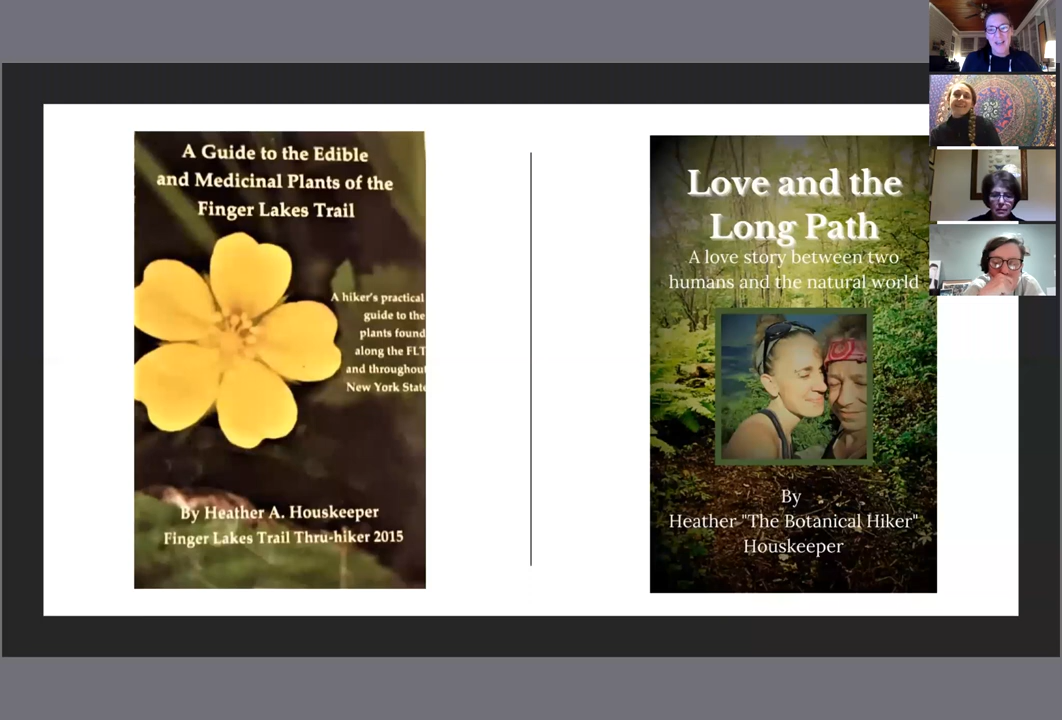 A Guide to the Edible
and Medicinal Plants of the
Finger Lakes Trail
A hiker's practical
guide to the
plants found
along the FLT
and throughout
New York State
By Heather A. Houskeeper
Finger Lakes Trail Thru-hiker 2015
Love and the
Long Path
A love story between two
humans and the natural world
By
Heather "The Botanical Hiker"
Houskeeper